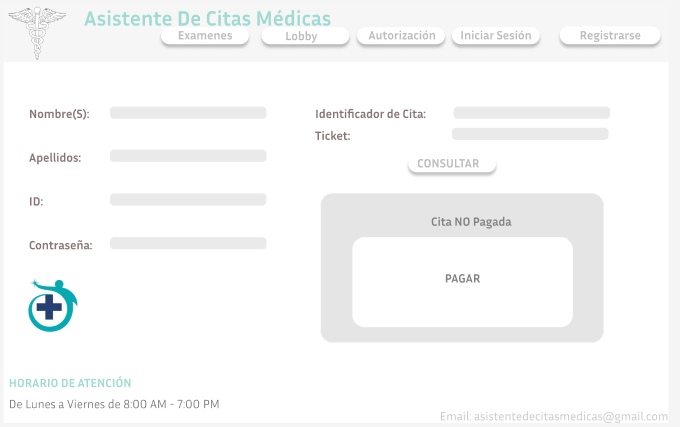 Asistente De Citas Médicas
Examenes
Lobby
Autorización
Iniciar Sesión
Registrarse
Nombre(S):
Apellidos:
ID:
Contraseña:
Identificador de Cita:
Ticket:
CONSULTAR
Cita NO Pagada
PAGAR
HORARIO DE ATENCIÓN
De Lunes a Viernes de 8:00 AM - 7:00 PM
Email: asistentedecitasmedicas@gmail.com